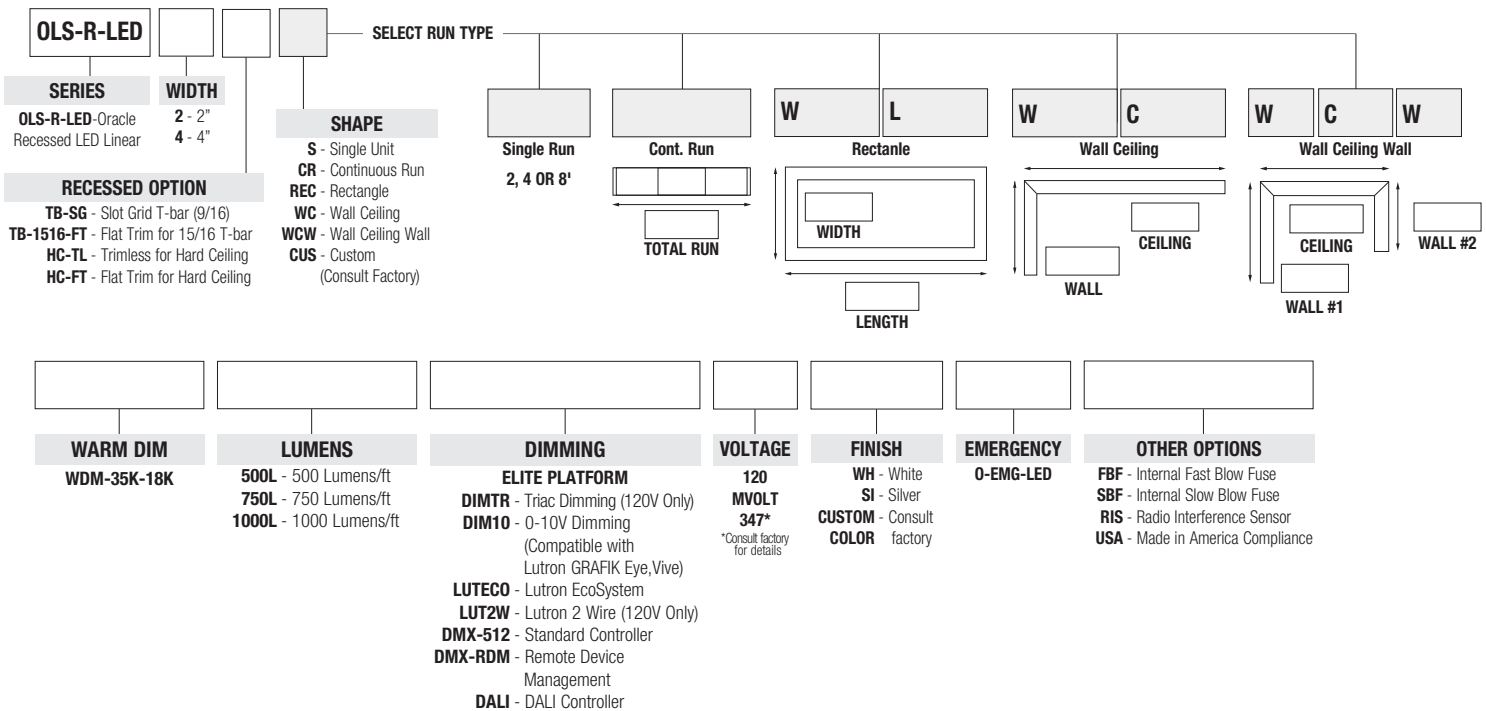 OLS-R-LED
SELECT RUN TYPE
SERIES
OLS-R-LED-Oracle
Recessed LED Linear
WIDTH
2 - 2”
4 - 4”
RECESSED OPTION
TB-SG - Slot Grid T-bar (9/16)
TB-1516-FT - Flat Trim for 15/16 T-bar
HC-TL - Trimless for Hard Ceiling
HC-FT - Flat Trim for Hard Ceiling
SHAPE
S - Single Unit
CR - Continuous Run
REC - Rectangle
WC - Wall Ceiling
WCW - Wall Ceiling Wall
CUS - Custom
(Consult Factory)
Single Run
2, 4 OR 8'
Cont. Run
TOTAL RUN
W L
Rectanle
WIDTH
LENGTH
W C
Wall Ceiling
CEILING
WALL
W C W
Wall Ceiling Wall
CEILING
WALL #2
WALL #1
WARM DIM
WDM-35K-18K
LUMENS
500L - 500 Lumens/ft
750L - 750 Lumens/ft
1000L - 1000 Lumens/ft
DIMMING
ELITE PLATFORM
DIMTR - Triac Dimming (120V Only)
DIM10 - 0-10V Dimming
(Compatible with
Lutron GRAFIK Eye,Vive)
LUTECO - Lutron EcoSystem
LUT2W - Lutron 2 Wire (120V Only)
DMX-512 - Standard Controller
DMX-RDM - Remote Device
Management
DALI - DALI Controller
VOLTAGE
120
MVOLT
347*
*Consult factory
for details
FINISH
WH - White
SI - Silver
CUSTOM - Consult
COLOR factory
EMERGENCY
O-EMG-LED
OTHER OPTIONS
FBF - Internal Fast Blow Fuse
SBF - Internal Slow Blow Fuse
RIS - Radio Interference Sensor
USA - Made in America Compliance